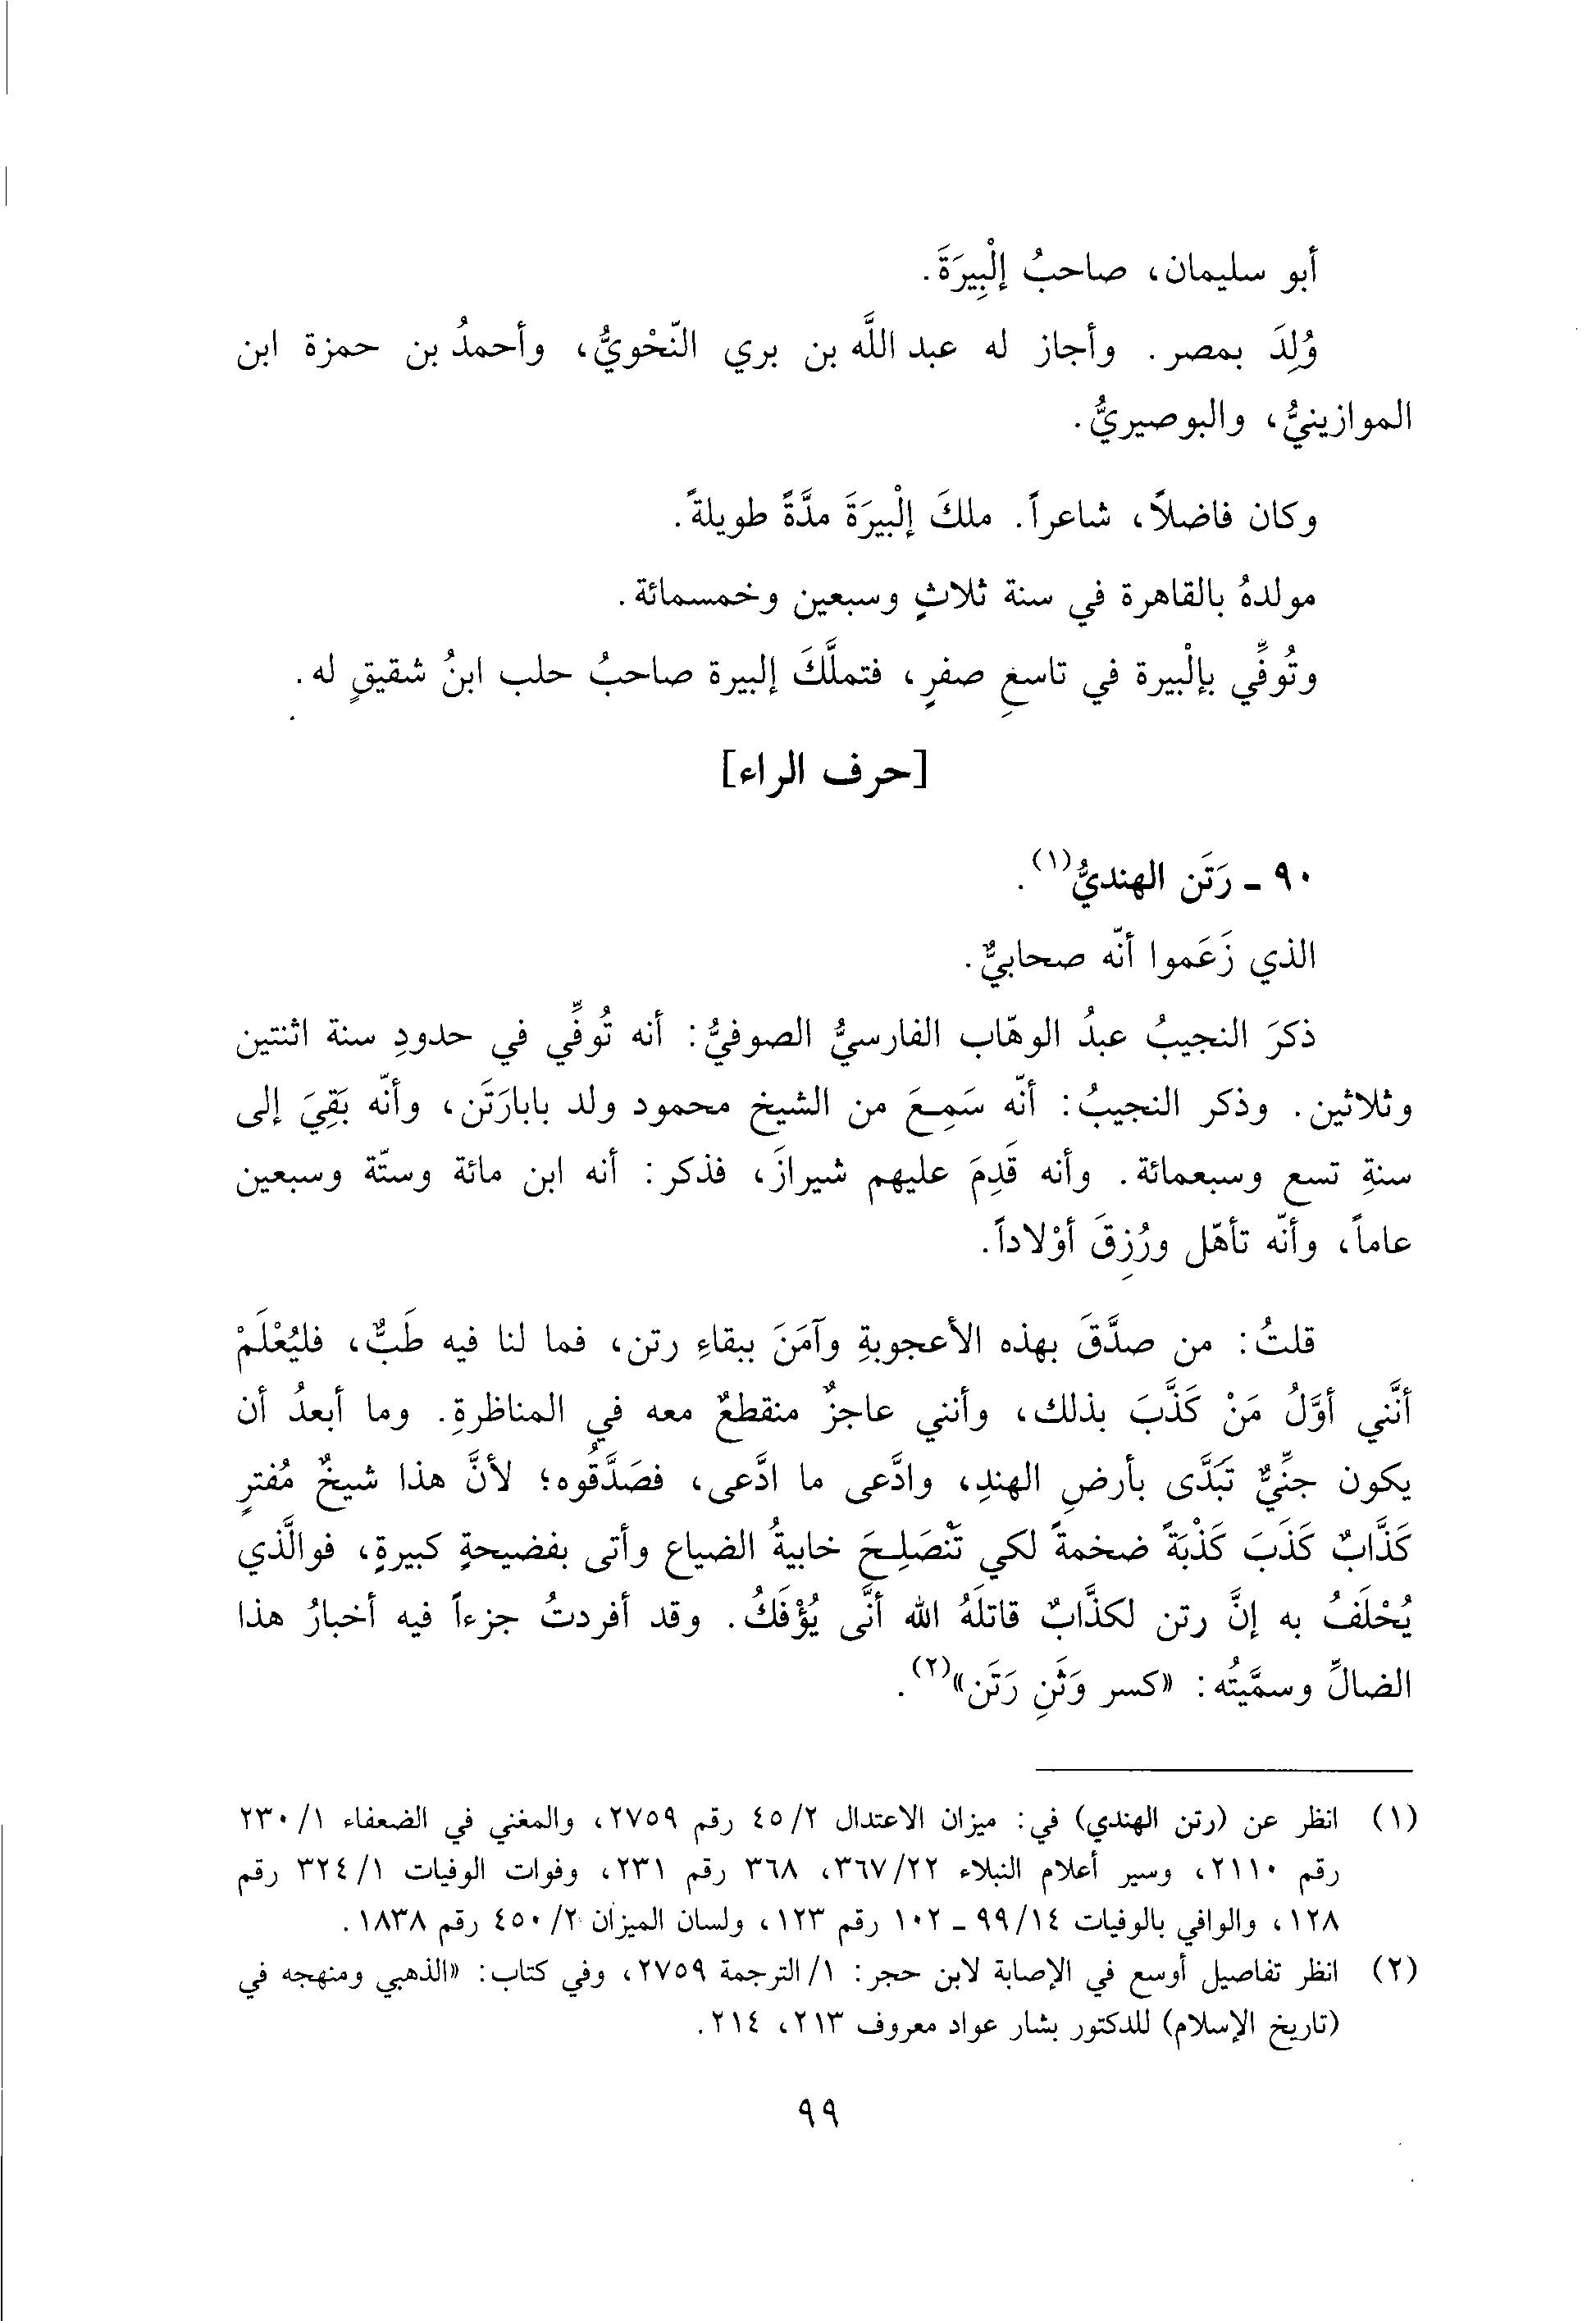 أبو سليمان، صاحبُ إلْبِيرَةَ.
وُلِدَ بمصر. وأجاز له عبد اللَّه بن بري النّحْويُّ، وأحمدُ بن حمزة ابن
الموازينيُّ، والبوصيريُّ.
وكان فاضلاً، شاعراً. ملكَ إلْبيرَةَ مدَّةً طويلةً.
مولدهُ بالقاهرة في سنة ثلاثٍ وسبعين وخمسمائة.
وتُوفِّي بإلْبيرة في تاسعِ صفرٍ، فتملَّكَ إلبيرة صاحبُ حلب ابنُ شقيقٍ له.
[حرف الراء]
٩٠ - رَتَن الهنديُّ(١).
الذي زَعَموا أنّه صحابيٌّ.
ذكرَ النجيبُ عبدُ الوهّاب الفارسيُّ الصوفيُّ: أنه تُوفِّي في حدودِ سنة اثنتين
وثلاثين. وذكر النجيبُ: أنّه سَمِعَ من الشيخ محمود ولد بابارَتَن، وأنّه بَقِيَ إلى
سنةِ تسع وسبعمائة. وأنه قَدِمَ عليهم شيرازَ، فذكر: أنه ابن مائة وستّة وسبعين
عاماً، وأنّه تأهّل ورُزِقَ أوْلاداً.
قلتُ: من صدَّقَ بهذه الأعجوبةِ وآمَنَ ببقاءِ رتن، فما لنا فيه طَبٌّ، فليُعْلَمْ
أنَّني أوَّلُ مَنْ كَذَّبَ بذلك، وأنني عاجزٌ منقطعٌ معه في المناظرةِ. وما أبعدُ أن
يكون جنِّيٌّ تَبَدَّى بأرضِ الهندِ، وادَّعى ما ادَّعى، فصَدَّقُوه؛ لأنَّ هذا شيخٌ مُفترٍ
كَذَّابٌ كَذَبَ كَذْبَةً ضخمةً لكي تَنْصَلِحَ خابيةُ الضياع وأتى بفضيحةٍ كبيرةٍ، فوالَّذي
يُحْلَفُ به إنَّ رتن لكذَّابٌ قاتلَهُ الله أنَّى يُؤْفَكُ. وقد أفردتُ جزءاً فيه أخبارُ هذا
الضالِّ وسمَّيتُه: «كسر وَثَنِ رَتَن»(٢).
(١) انظر عن (رتن الهندي) في: ميزان الاعتدال ٢/ ٤٥ رقم ٢٧٥٩، والمغني في الضعفاء ١/ ٢٣٠
رقم ٢١١٠، وسير أعلام النبلاء ٢٢/ ٣٦٧، ٣٦٨ رقم ٢٣١، وفوات الوفيات ١/ ٣٢٤ رقم
١٢٨، والوافي بالوفيات ١٤/ ٩٩ - ١٠٢ رقم ١٢٣، ولسان الميزان ٢/ ٤٥٠ رقم ١٨٣٨.
(٢) انظر تفاصيل أوسع في الإصابة لابن حجر: ١/ الترجمة ٢٧٥٩، وفي كتاب: «الذهبي ومنهجه في
(تاريخ الإسلام) للدكتور بشار عواد معروف ٢١٣، ٢١٤.
٩٩